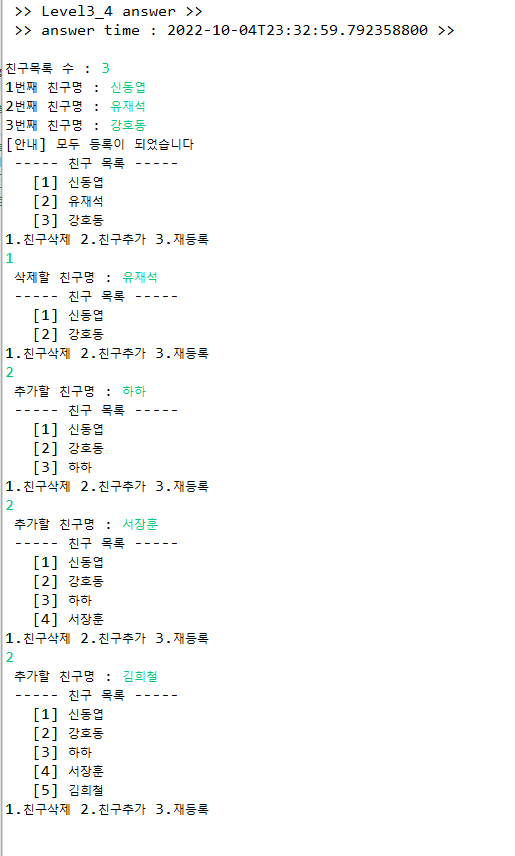 >> Level3_4 answer >>
>> answer time : 2022-10-04T23:32:59.792358800 >>
친구목록 수 : 3
1번째 친구명 : 신동엽
2번째 친구명 : 유재석
3번째 친구명 : 강호동
[안내] 모두 등록이 되었습니다
----- 친구 목록 -----
[1] 신동엽
[2] 유재석
[3] 강호동
1.친구삭제 2.친구추가 3.재등록
1
삭제할 친구명 : 유재석
----- 친구 목록 -----
[1] 신동엽
[2] 강호동
1.친구삭제 2.친구추가 3.재등록
2
추가할 친구명 : 하하
----- 친구 목록 -----
[1] 신동엽
[2] 강호동
[3] 하하
1.친구삭제 2.친구추가 3.재등록
2
추가할 친구명 : 서장훈
----- 친구 목록 -----
[1] 신동엽
[2] 강호동
[3] 하하
[4] 서장훈
1.친구삭제 2.친구추가 3.재등록
2
추가할 친구명 : 김희철
----- 친구 목록 -----
[1] 신동엽
[2] 강호동
[3] 하하
[4] 서장훈
[5] 김희철
1.친구삭제 2.친구추가 3.재등록